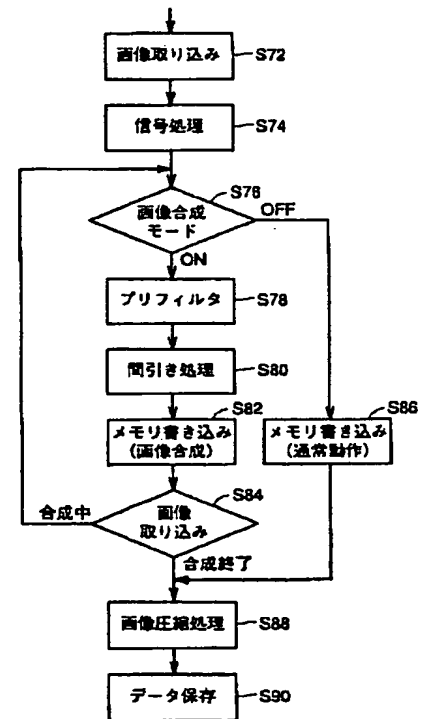 画像取り込み
S72
信号処理
S74
S76
画像合成
モード
OFF
ON
プリフィルタ
S78
間引き処理
S80
S82
メモリ書き込み
(画像合成)
S86
メモリ書き込み
(通常動作)
S84
合成中
画像
取り込み
合成終了
画像圧縮処理
S88
データ保存
S90